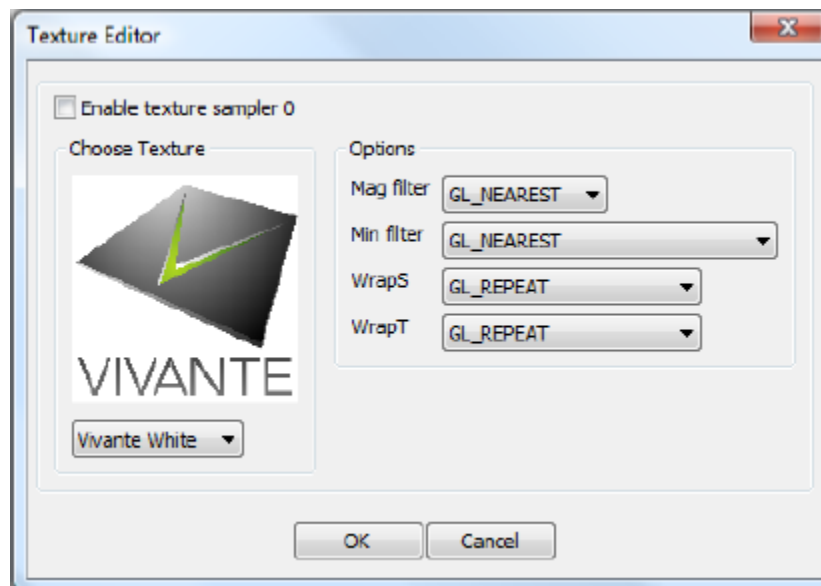 Texture Editor
Enable texture sampler 0
Choose Texture
VIVANTE
Vivante White
Options
Mag filter GL_NEAREST
Min filter GL_NEAREST
WrapS GL_REPEAT
WrapT GL_REPEAT
OK Cancel